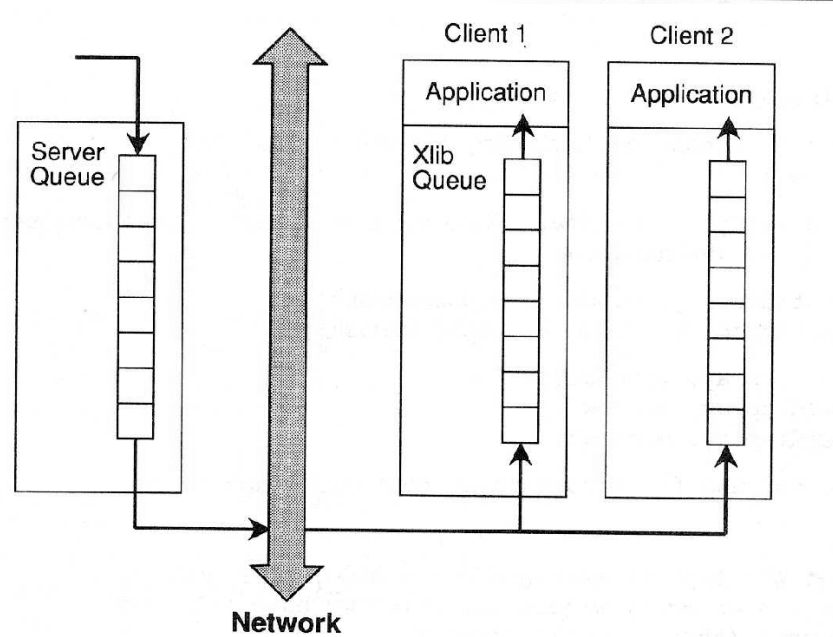 Client 1
Client 2
Application
Application
Server
Queue
Xlib
Queue
Network